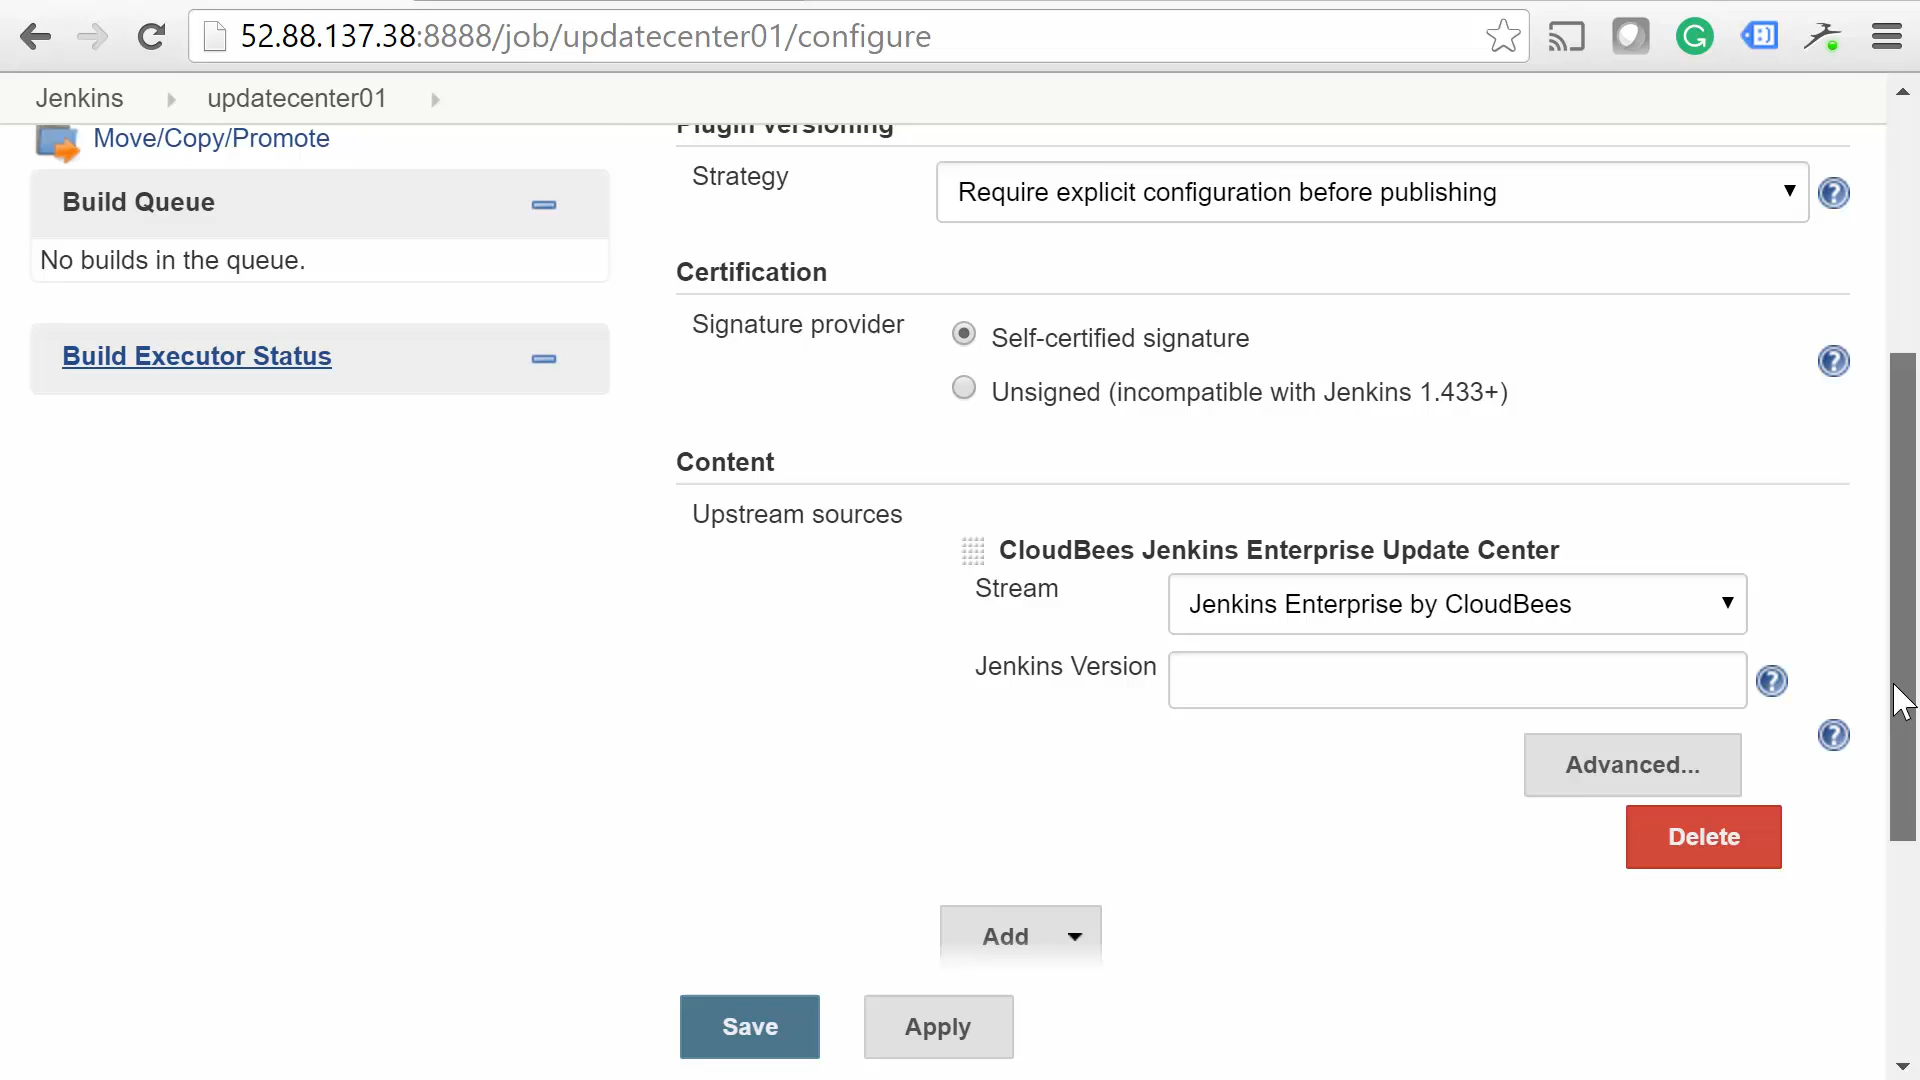 52.88.137.38:8888/job/updatecenter01/configure
Jenkins updatecenter01
Move/Copy/Promote
Build Queue
No builds in the queue.
Build Executor Status
Plugin versioning
Strategy
Require explicit configuration before publishing
Certification
Signature provider
Self-certified signature
Unsigned (incompatible with Jenkins 1.433+)
Content
Upstream sources
CloudBees Jenkins Enterprise Update Center
Stream
Jenkins Enterprise by CloudBees
Jenkins Version
Advanced...
Delete
Add
Save
Apply